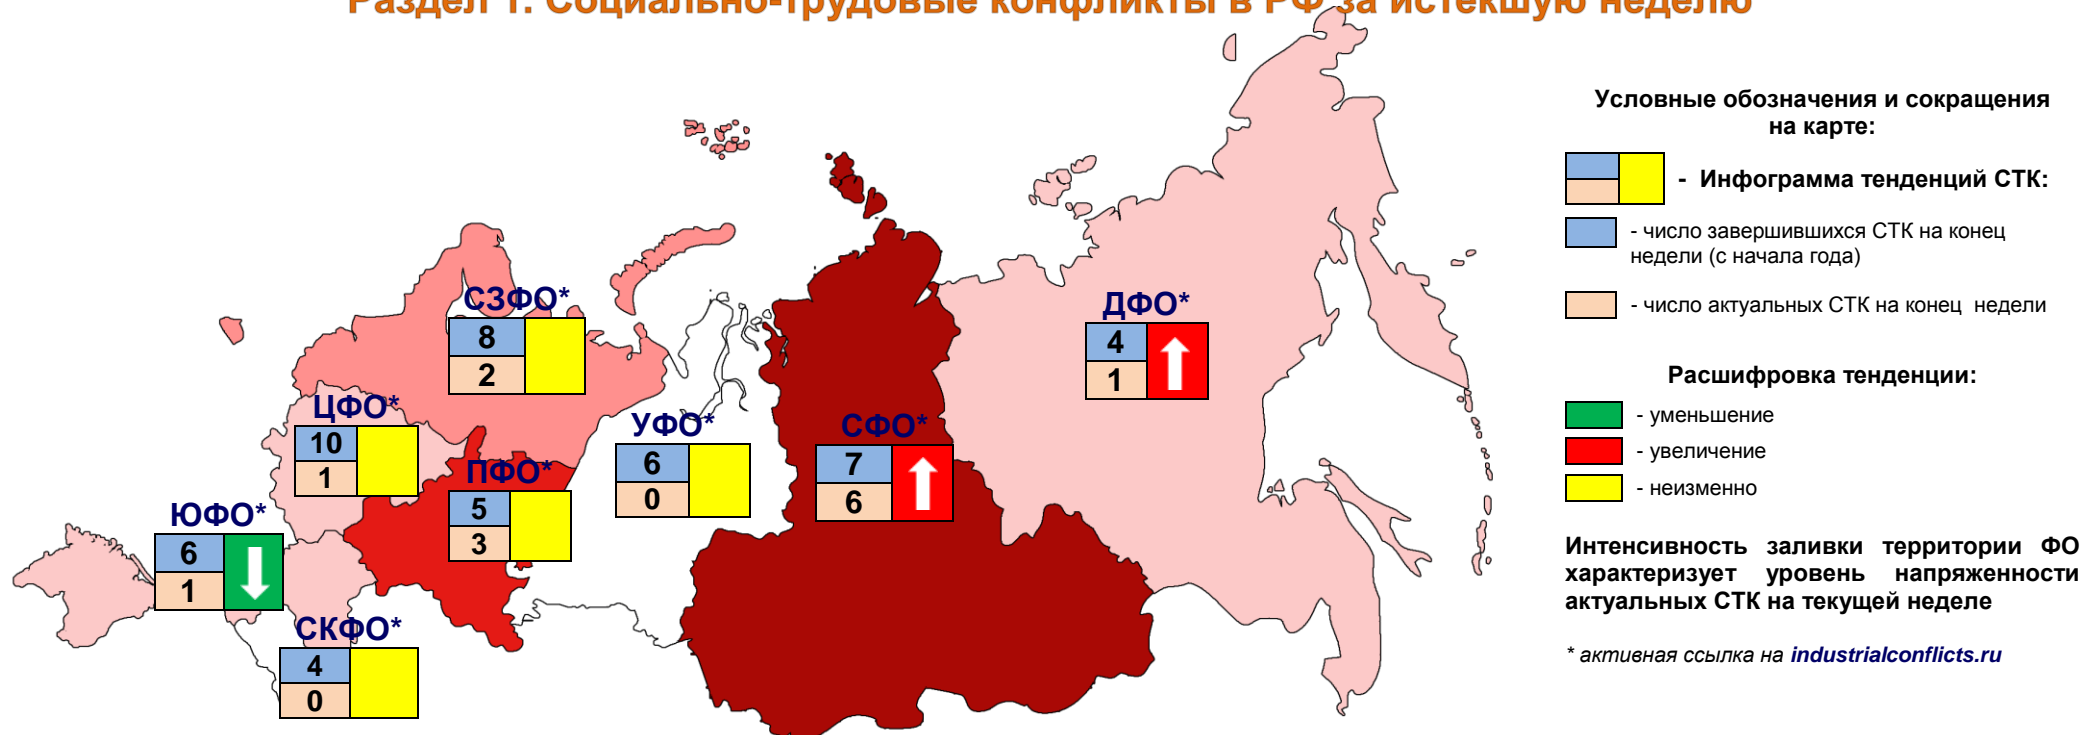 Раздел 1. Социально-трудовые конфликты в РФ за истекшую неделю
СЗФО*
8
2
ЦФО*
10
1
ПФО*
5
3
ЮФО*
6
1
СКФО*
4
0
УФО*
6
0
СФО*
7
6
ДФО*
4
1
Условные обозначения и сокращения
на карте:
- Инфограмма тенденций СТК:
- число завершившихся СТК на конец
недели (с начала года)
- число актуальных СТК на конец недели
Расшифровка тенденции:
- уменьшение
- увеличение
- неизменно
Интенсивность заливки территории ФО
характеризует уровень напряженности
актуальных СТК на текущей неделе
* активная ссылка на industrialconflicts.ru